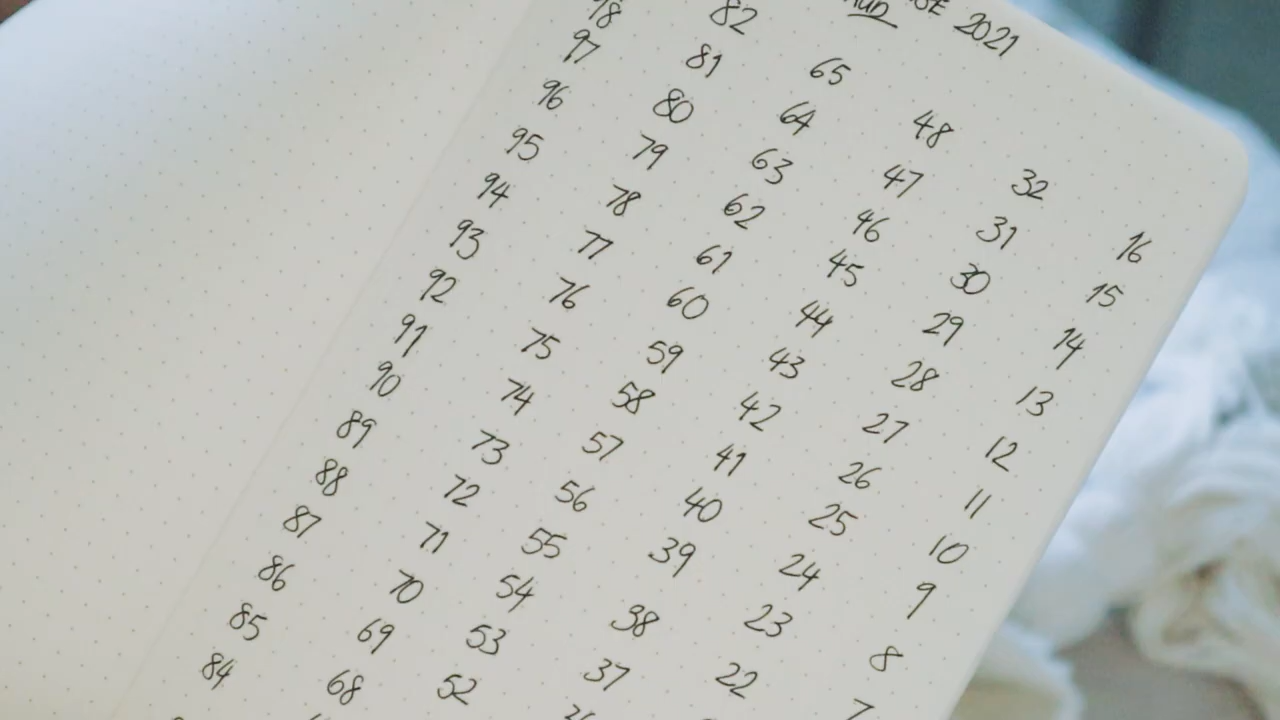 2021
82 65 48 32 16
98 81 64 47 31 15
97 80 63 46 30 14
96 79 62 45 29 13
95 78 61 44 28 12
94 77 60 43 27 11
93 76 59 42 26 10
92 75 58 41 25 9
91 74 57 40 24 8
90 73 56 39 23 7
89 72 55 38 22
88 71 54 37
87 70 53
86 69 52
85 68
84